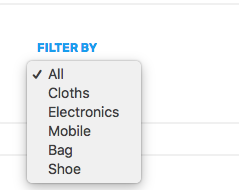 FILTER BY
✓ All
Cloths
Electronics
Mobile
Bag
Shoe